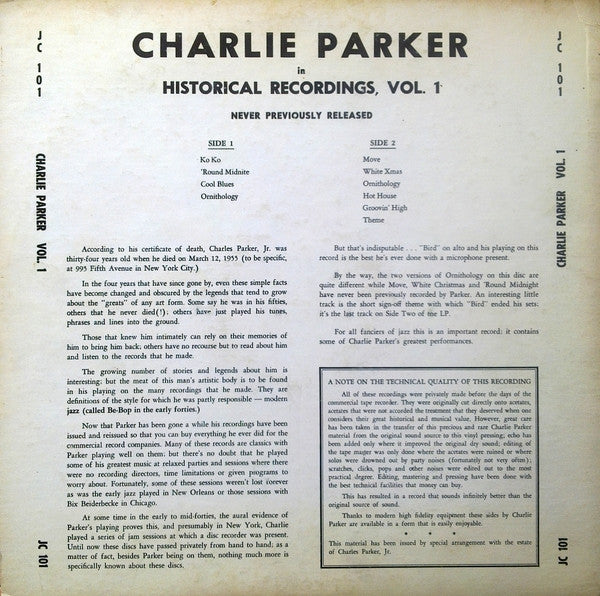 JC 101
CHARLIE PARKER VOL. 1
JC 101
CHARLIE PARKER
in
HISTORICAL RECORDINGS, VOL. 1
NEVER PREVIOUSLY RELEASED
SIDE 1
Ko Ko
'Round Midnite
Cool Blues
Ornithology
SIDE 2
Move
White Xmas
Ornithology
Hot House
Groovin' High
Theme
According to his certificate of death, Charles Parker, Jr. was
thirty-four years old when he died on March 12, 1955 (to be specific,
at 995 Fifth Avenue in New York City.)
In the four years that have since gone by, even these simple facts
have become changed and obscured by the legends that tend to grow
about the "greats" of any art form. Some say he was in his fifties,
others that he never died(!); others have just played his tunes,
phrases and lines into the ground.
Those that knew him intimately can rely on their memories of
him to bring him back; others have no recourse but to read about him
and listen to the records that he made.
The growing number of stories and legends about him is
interesting; but the meat of this man's artistic body is to be found
in his playing on the many recordings that he made. They are
definitions of the style for which he was partly responsible — modern
jazz (called Be-Bop in the early forties.)
Now that Parker has been gone a while his recordings have been
issued and reissued so that you can buy everything he ever did for the
commercial record companies. Many of these records are classics with
Parker playing well on them; but there's no doubt that he played
some of his greatest music at relaxed parties and sessions where there
were no recording directors, time limitations or given programs to
worry about. Fortunately, some of these sessions weren't lost forever
as was the early jazz played in New Orleans or those sessions with
Bix Beiderbecke in Chicago.
At some time in the early to mid-forties, the aural evidence of
Parker's playing proves this, and presumably in New York, Charlie
played a series of jam sessions at which a disc recorder was present.
Until now these discs have passed privately from hand to hand; as a
matter of fact, besides Parker being on them, nothing much more is
specifically known about these discs.
But that's indisputable . . . "Bird" on alto and his playing on this
record is the best he's ever done with a microphone present.
By the way, the two versions of Ornithology on this disc are
quite different while Move, White Christmas and 'Round Midnight
have never been previously recorded by Parker. An interesting little
track is the short sign-off theme with which "Bird" ended his sets;
it's the last track on Side Two of the LP.
For all fanciers of jazz this is an important record; it contains
some of Charlie Parker's greatest performances.
A NOTE ON THE TECHNICAL QUALITY OF THIS RECORDING
All of these recordings were privately made before the days of the
commercial tape recorder. They were originally cut directly onto acetates,
acetates that were not accorded the treatment that they deserved when one
considers their great historical and musical value. However, great care
has been taken in the transfer of this precious and rare Charlie Parker
material from the original sound source to this vinyl pressing; echo has
been added only where it improved the original dry sound; editing of
the tape master was only done where the acetates were ruined or where
solos were drowned out by party noises (fortunately not very often);
scratches, clicks, pops and other noises were edited out to the most
practical degree. Editing, mastering and pressing have been done with
the best technical facilities that money can buy.
This has resulted in a record that sounds infinitely better than the
original source of sound.
Thanks to modern high fidelity equipment these sides by Charlie
Parker are available in a form that is easily enjoyable.
* * *
This material has been issued by special arrangement with the estate
of Charles Parker, Jr.
JC 101
CHARLIE PARKER VOL. 1
JC 101